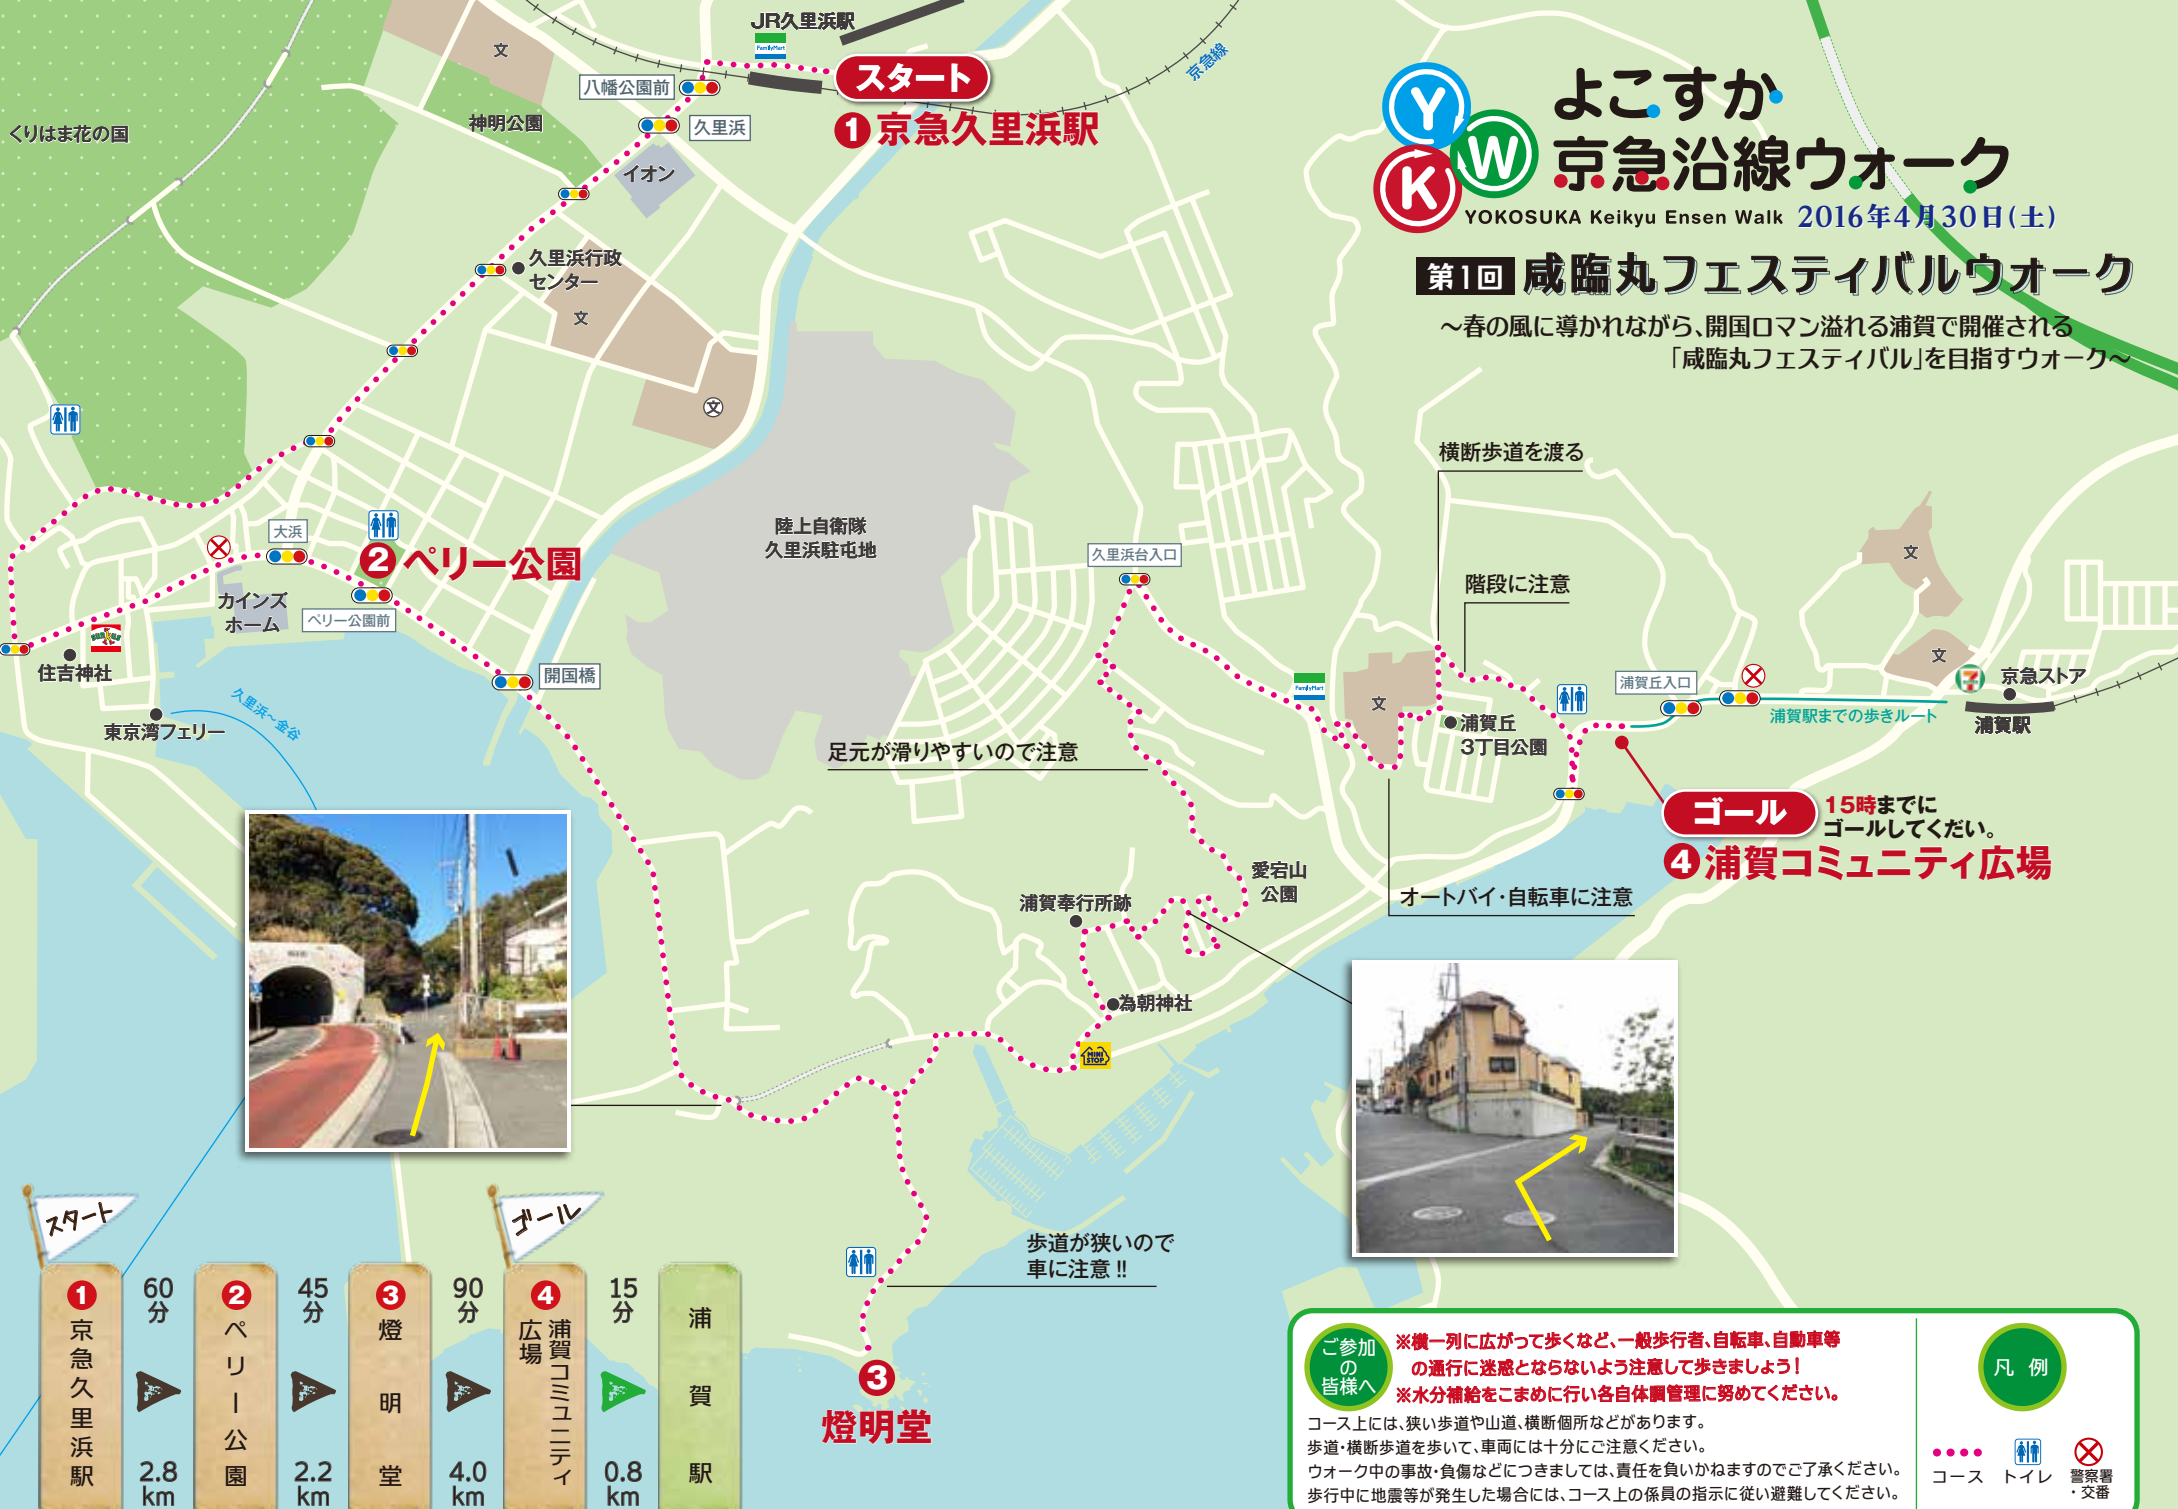 JR久里浜駅
FamilyMart
スタート
❶京急久里浜駅
京急線
八幡公園前
久里浜
文
神明公園
くりはま花の国
イオン
久里浜行政
センター
文
文
Y
K
W
よこすか
京急沿線ウォーク
YOKOSUKA Keikyu Ensen Walk 2016年4月30日(土)
第1回 咸臨丸フェスティバルウォーク
～春の風に導かれながら、開国ロマン溢れる浦賀で開催される
「咸臨丸フェスティバル」を目指すウォーク～
大浜
❷ペリー公園
ペリー公園前
カインズ
ホーム
住吉神社
東京湾フェリー
久里浜～金谷
開国橋
陸上自衛隊
久里浜駐屯地
久里浜台入口
横断歩道を渡る
階段に注意
FamilyMart
文
浦賀丘
3丁目公園
浦賀丘入口
文
文
京急ストア
浦賀駅
浦賀駅までの歩きルート
足元が滑りやすいので注意
ゴール
15時までに
ゴールしてくだい。
❹浦賀コミュニティ広場
オートバイ・自転車に注意
愛宕山
公園
浦賀奉行所跡
為朝神社
MINI
STOP
歩道が狭いので
車に注意!!
❸
燈明堂
スタート
❶京急久里浜駅
60
分
2.8
km
❷ペリー公園
45
分
2.2
km
❸燈明堂
90
分
4.0
km
ゴール
❹浦賀コミュニティ
広場
15
分
0.8
km
浦賀駅
ご参加
の
皆様へ
※横一列に広がって歩くなど、一般歩行者、自転車、自動車等
の通行に迷惑とならないよう注意して歩きましょう!
※水分補給をこまめに行い各自体調管理に努めてください。
コース上には、狭い歩道や山道、横断個所などがあります。
歩道・横断歩道を歩いて、車両には十分にご注意ください。
ウォーク中の事故・負傷などにつきましては、責任を負いかねますのでご了承ください。
歩行中に地震等が発生した場合には、コース上の係員の指示に従い避難してください。
凡 例
コース
トイレ
警察署
・交番